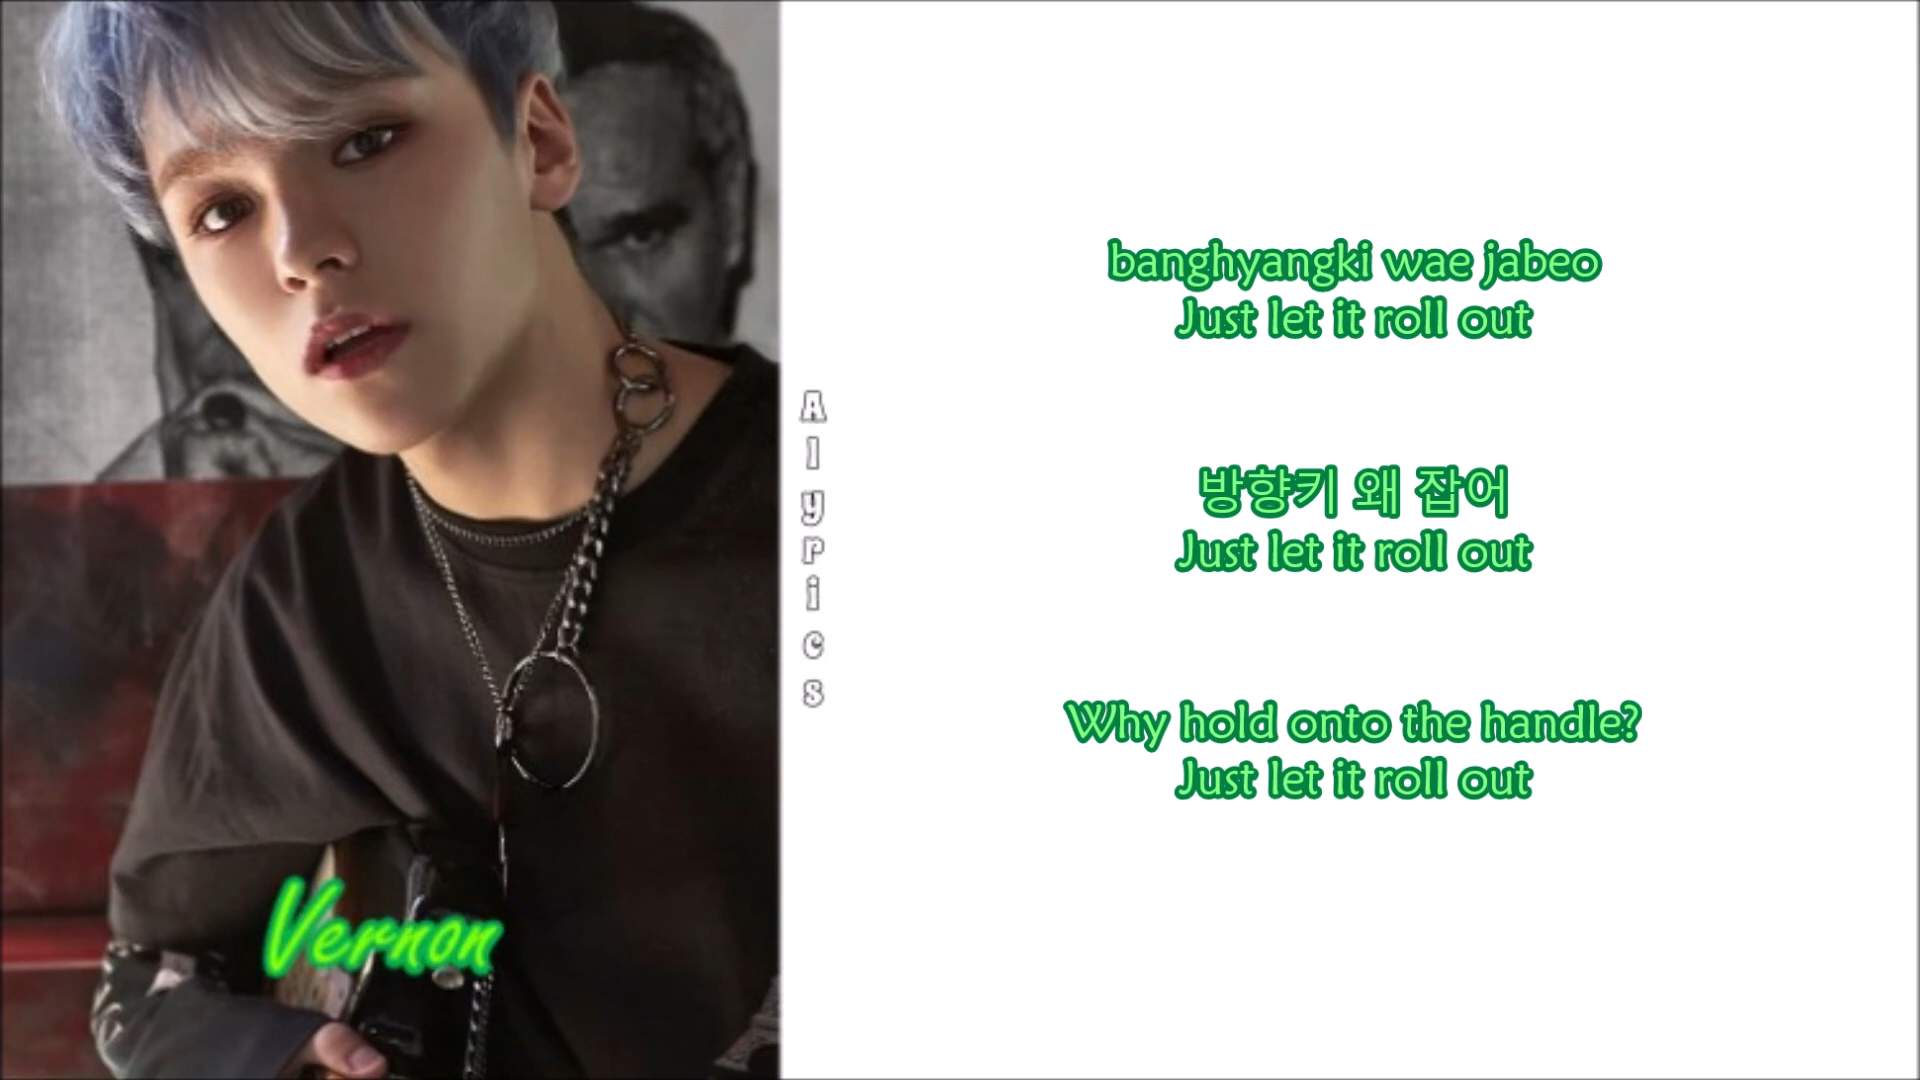 Vernon
A
l
y
r
i
c
s
banghyangki wae jabeo
Just let it roll out
방향키 왜 잡어
Just let it roll out
Why hold onto the handle?
Just let it roll out